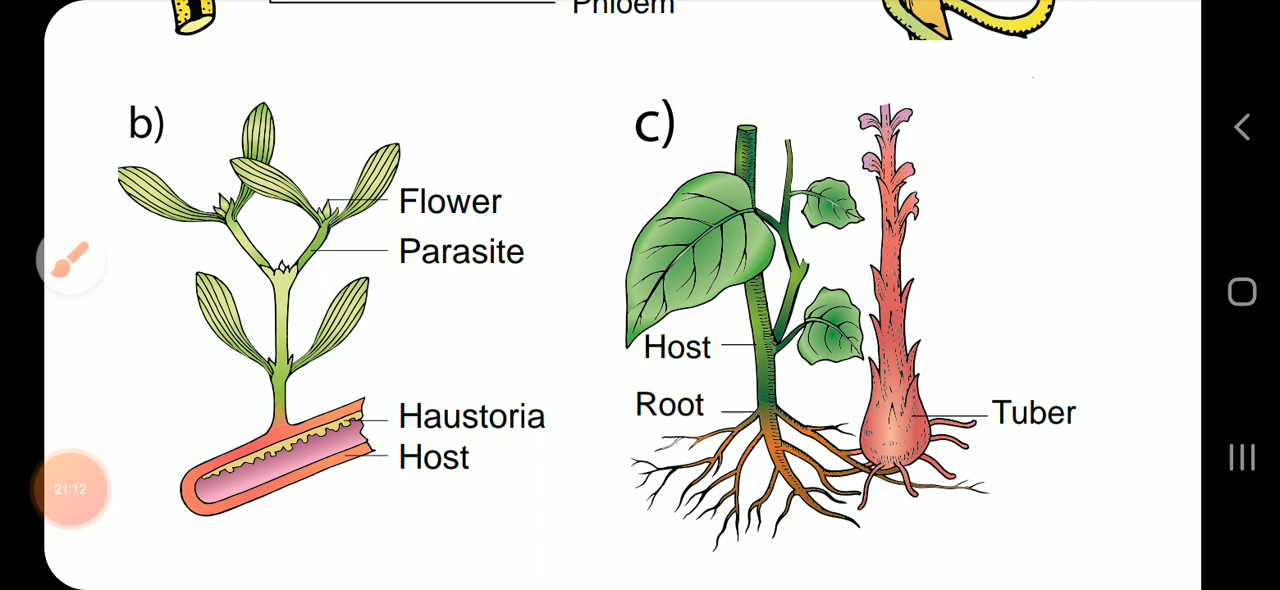 Phloem
b)
Flower
Parasite
Haustoria
Host
c)
Host
Root
Tuber
21:12